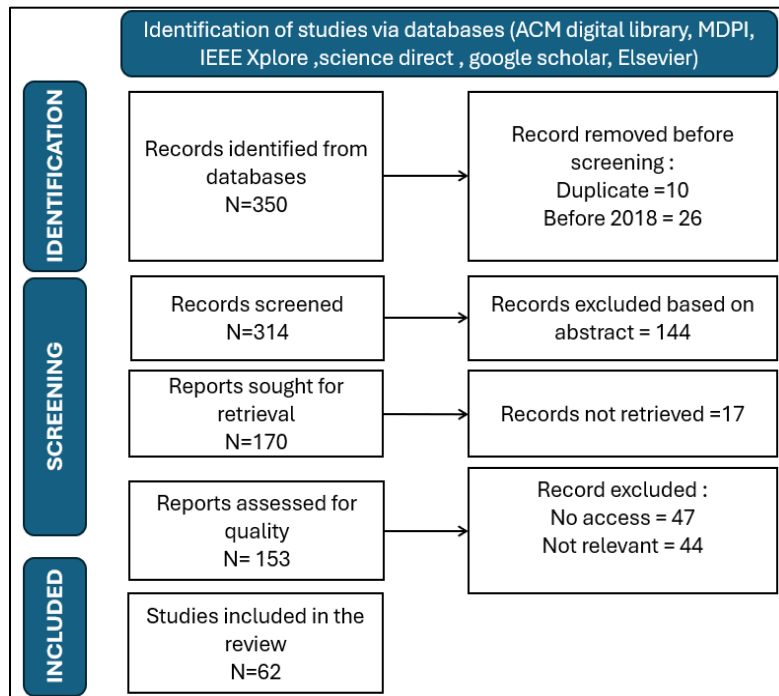 Identification of studies via databases (ACM digital library, MDPI,
IEEE Xplore ,science direct , google scholar, Elsevier)
IDENTIFICATION
Records identified from
databases
N=350
Record removed before
screening :
Duplicate =10
Before 2018 = 26
SCREENING
Records screened
N=314
Records excluded based on
abstract = 144
Reports sought for
retrieval
N=170
Records not retrieved =17
Reports assessed for
quality
N= 153
Record excluded :
No access = 47
Not relevant = 44
INCLUDED
Studies included in the
review
N=62